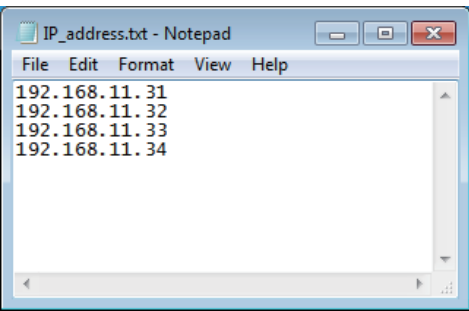 IP_address.txt - Notepad
File Edit Format View Help
192.168.11.31
192.168.11.32
192.168.11.33
192.168.11.34